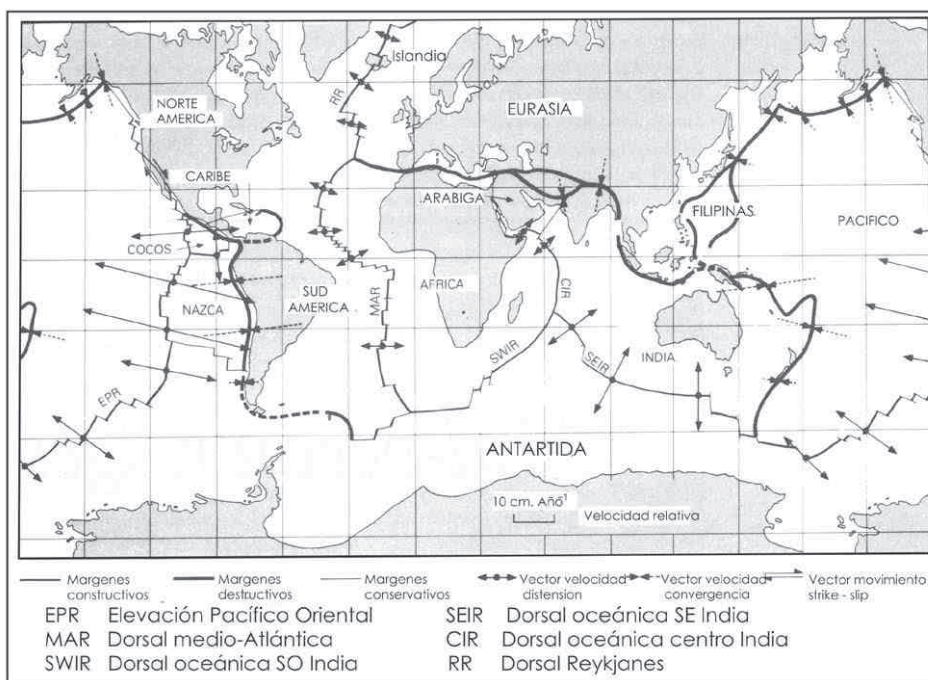 Islandia
RR
NORTE
AMERICA
EURASIA
CARIBE
ARABIGA
FILIPINAS
PACIFICO
COCOS
SUD
AMERICA
AFRICA
MAR
CIR
NAZCA
SWIR
SEIR
INDIA
EPR
ANTARTIDA
10 cm. Añó¹
Velocidad relativa
Margenes constructivos
Margenes destructivos
Margenes conservativos
Vector velocidad distension
Vector velocidad convergencia
Vector movimiento strike - slip
EPR Elevación Pacífico Oriental
SEIR Dorsal oceánica SE India
MAR Dorsal medio-Atlántica
CIR Dorsal oceánica centro India
SWIR Dorsal oceánica SO India
RR Dorsal Reykjanes